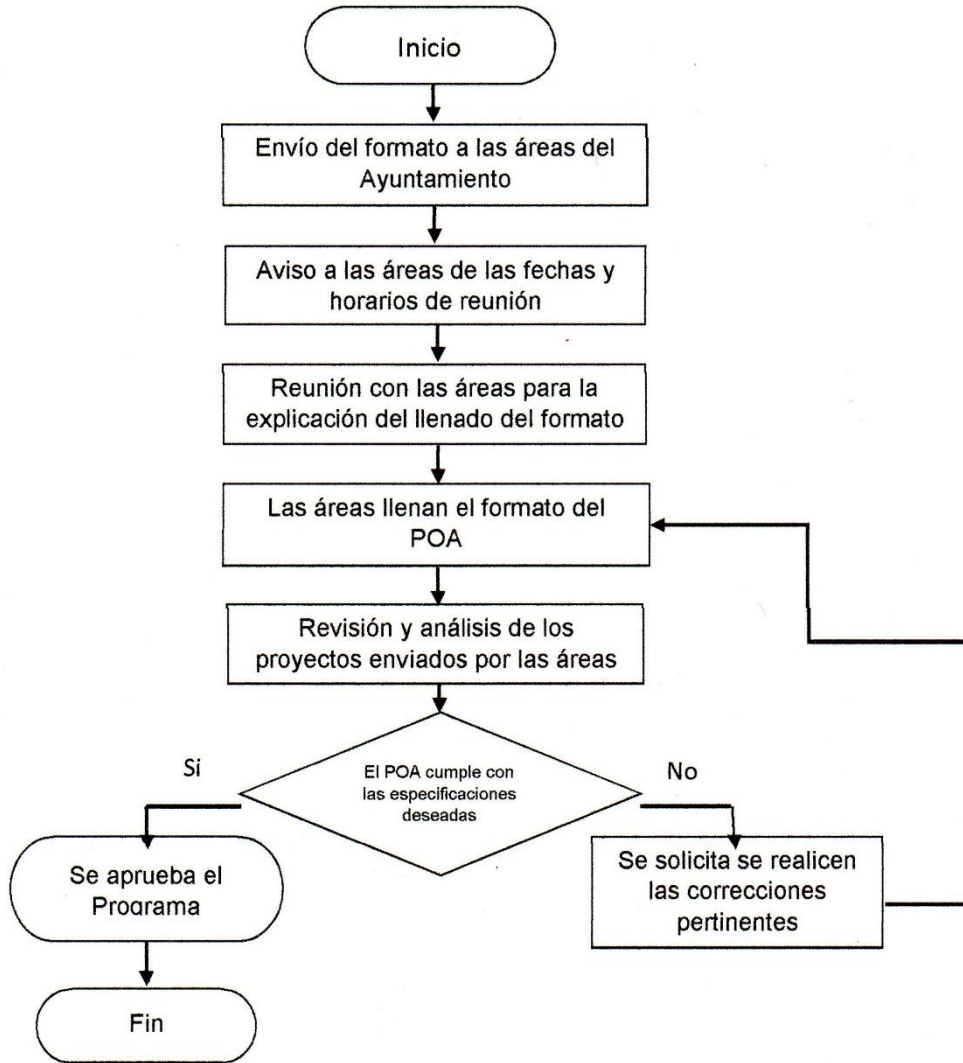 Inicio
Envío del formato a las áreas del
Ayuntamiento
Aviso a las áreas de las fechas y
horarios de reunión
Reunión con las áreas para la
explicación del llenado del formato
Las áreas llenan el formato del
POA
Revisión y análisis de los
proyectos enviados por las áreas
El POA cumple con
las especificaciones
deseadas
Si
No
Se aprueba el
Programa
Se solicita se realicen
las correcciones
pertinentes
Fin